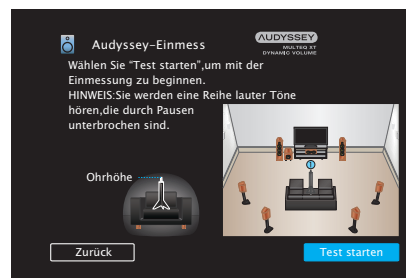 Audyssey-Einmess
AUDYSSEY
MULTEQ XT
DYNAMIC VOLUME
Wählen Sie "Test starten",um mit der
Einmessung zu beginnen.
HINWEIS:Sie werden eine Reihe lauter Töne
hören,die durch Pausen
unterbrochen sind.
Ohrhöhe
1
Zurück
Test starten